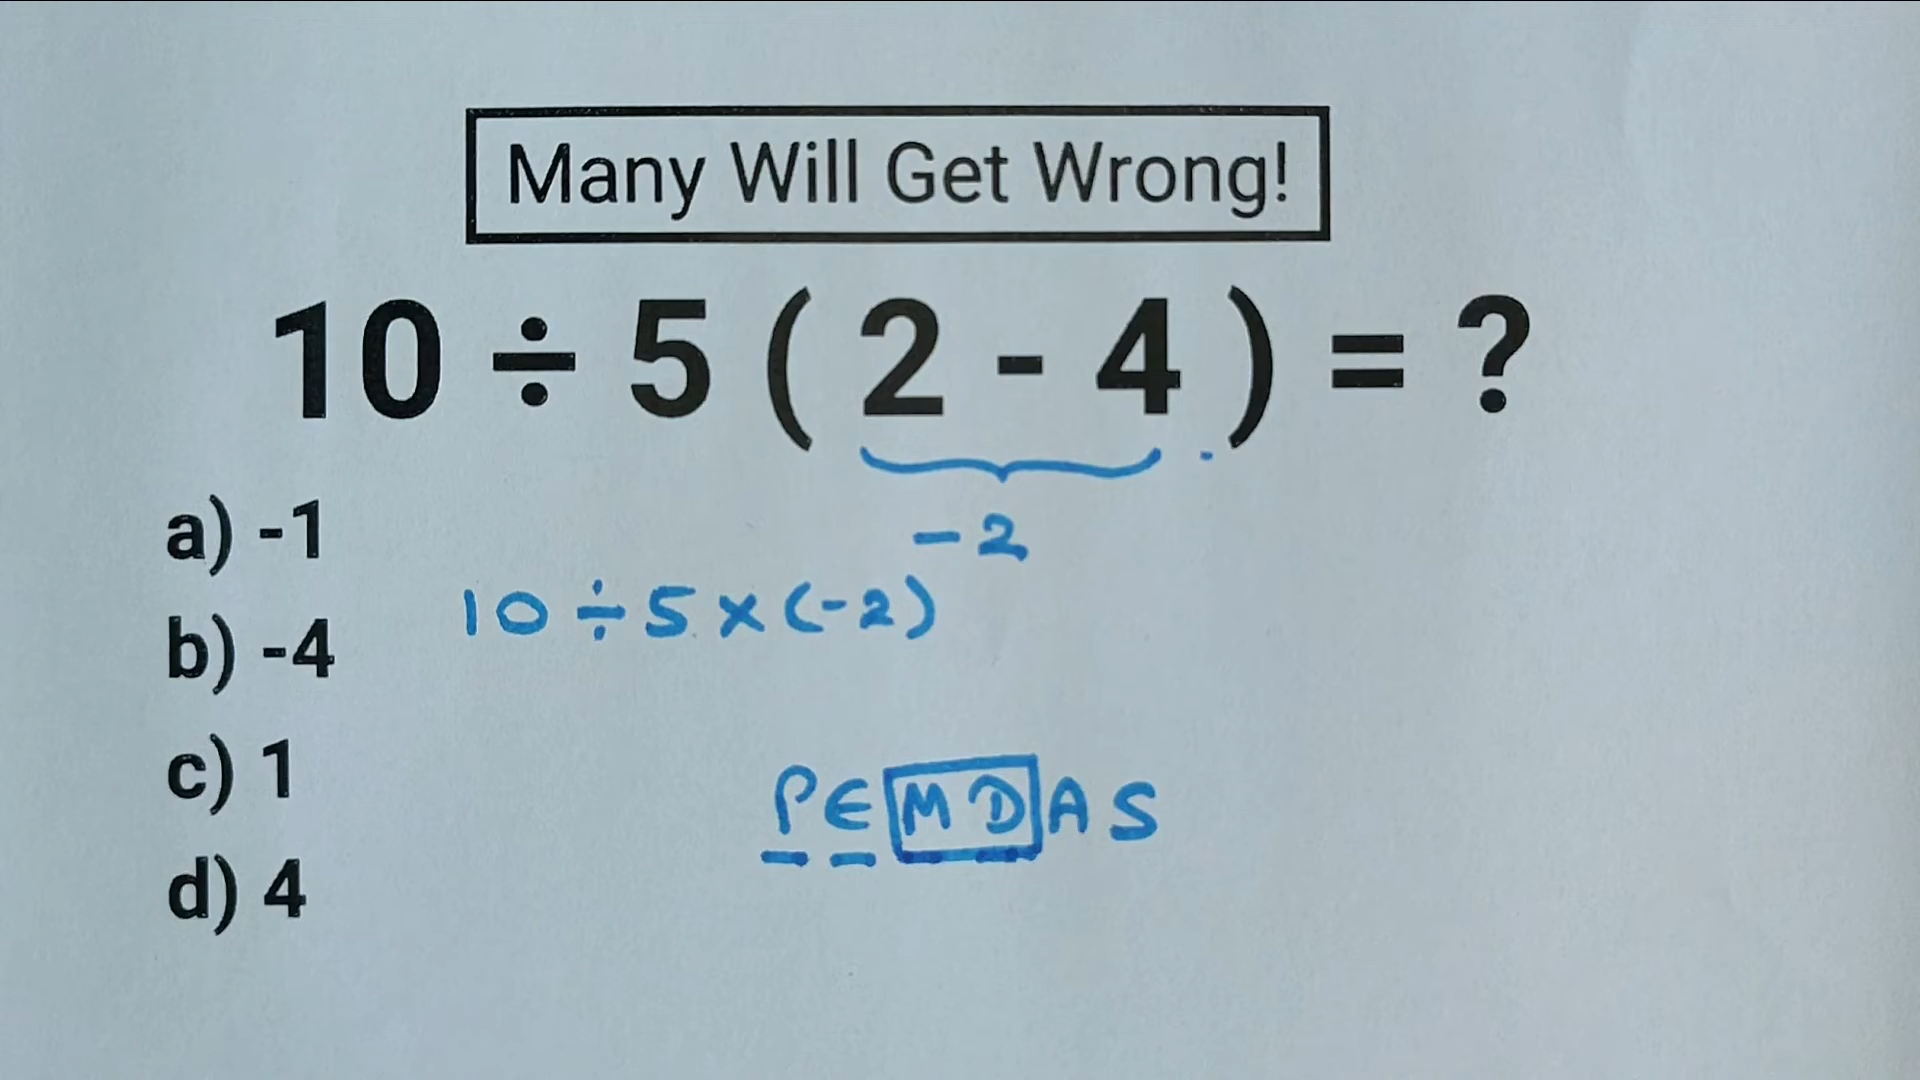 Many Will Get Wrong!
10 ÷ 5 ( 2 - 4 ) = ?
-2
a) -1
10 ÷ 5 × (-2)
b) -4
c) 1
PEMDAS
d) 4